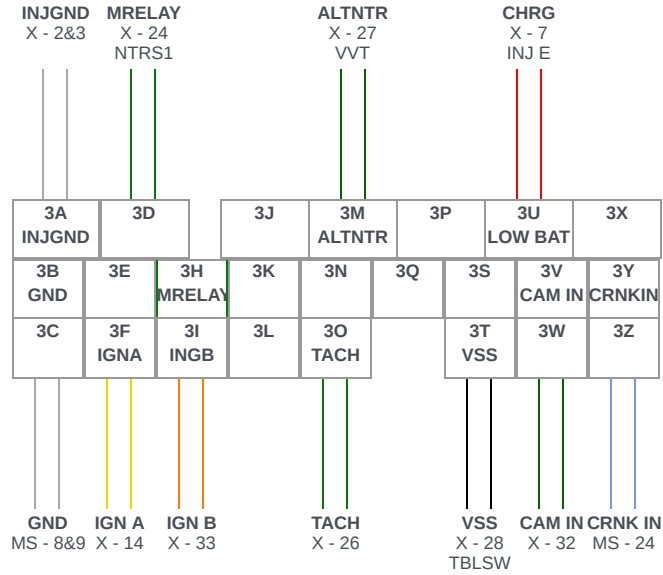 INJGND MRELAY ALTNTR CHRG
X - 2&3 X - 24 X - 27 X - 7
NTRS1 VVT INJ E
3A 3D 3J 3M 3P 3U 3X
INJGND ALTNTR LOW BAT
3B 3E 3H 3K 3N 3Q 3S 3V 3Y
GND MRELAY CAM IN CRNKIN
3C 3F 3I 3L 3O 3T 3W 3Z
IGNA INGB TACH VSS
GND IGN A IGN B TACH VSS CAM IN CRNK IN
MS - 8&9 X - 14 X - 33 X - 26 X - 28 X - 32 MS - 24
TBLSW